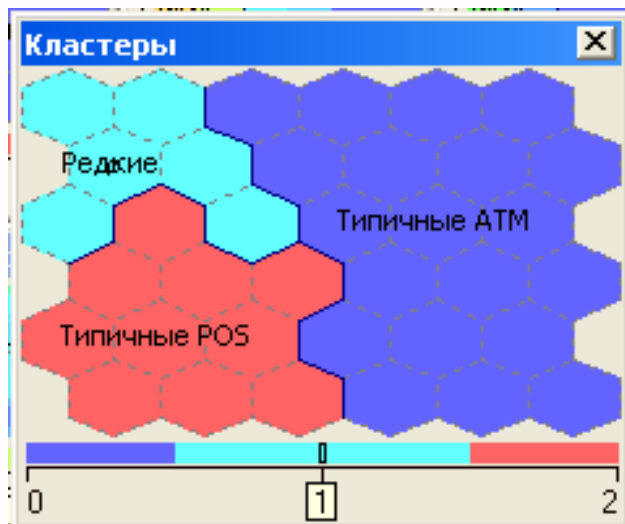 Кластеры
Редкие
Типичные ATM
Типичные POS
0
1
2